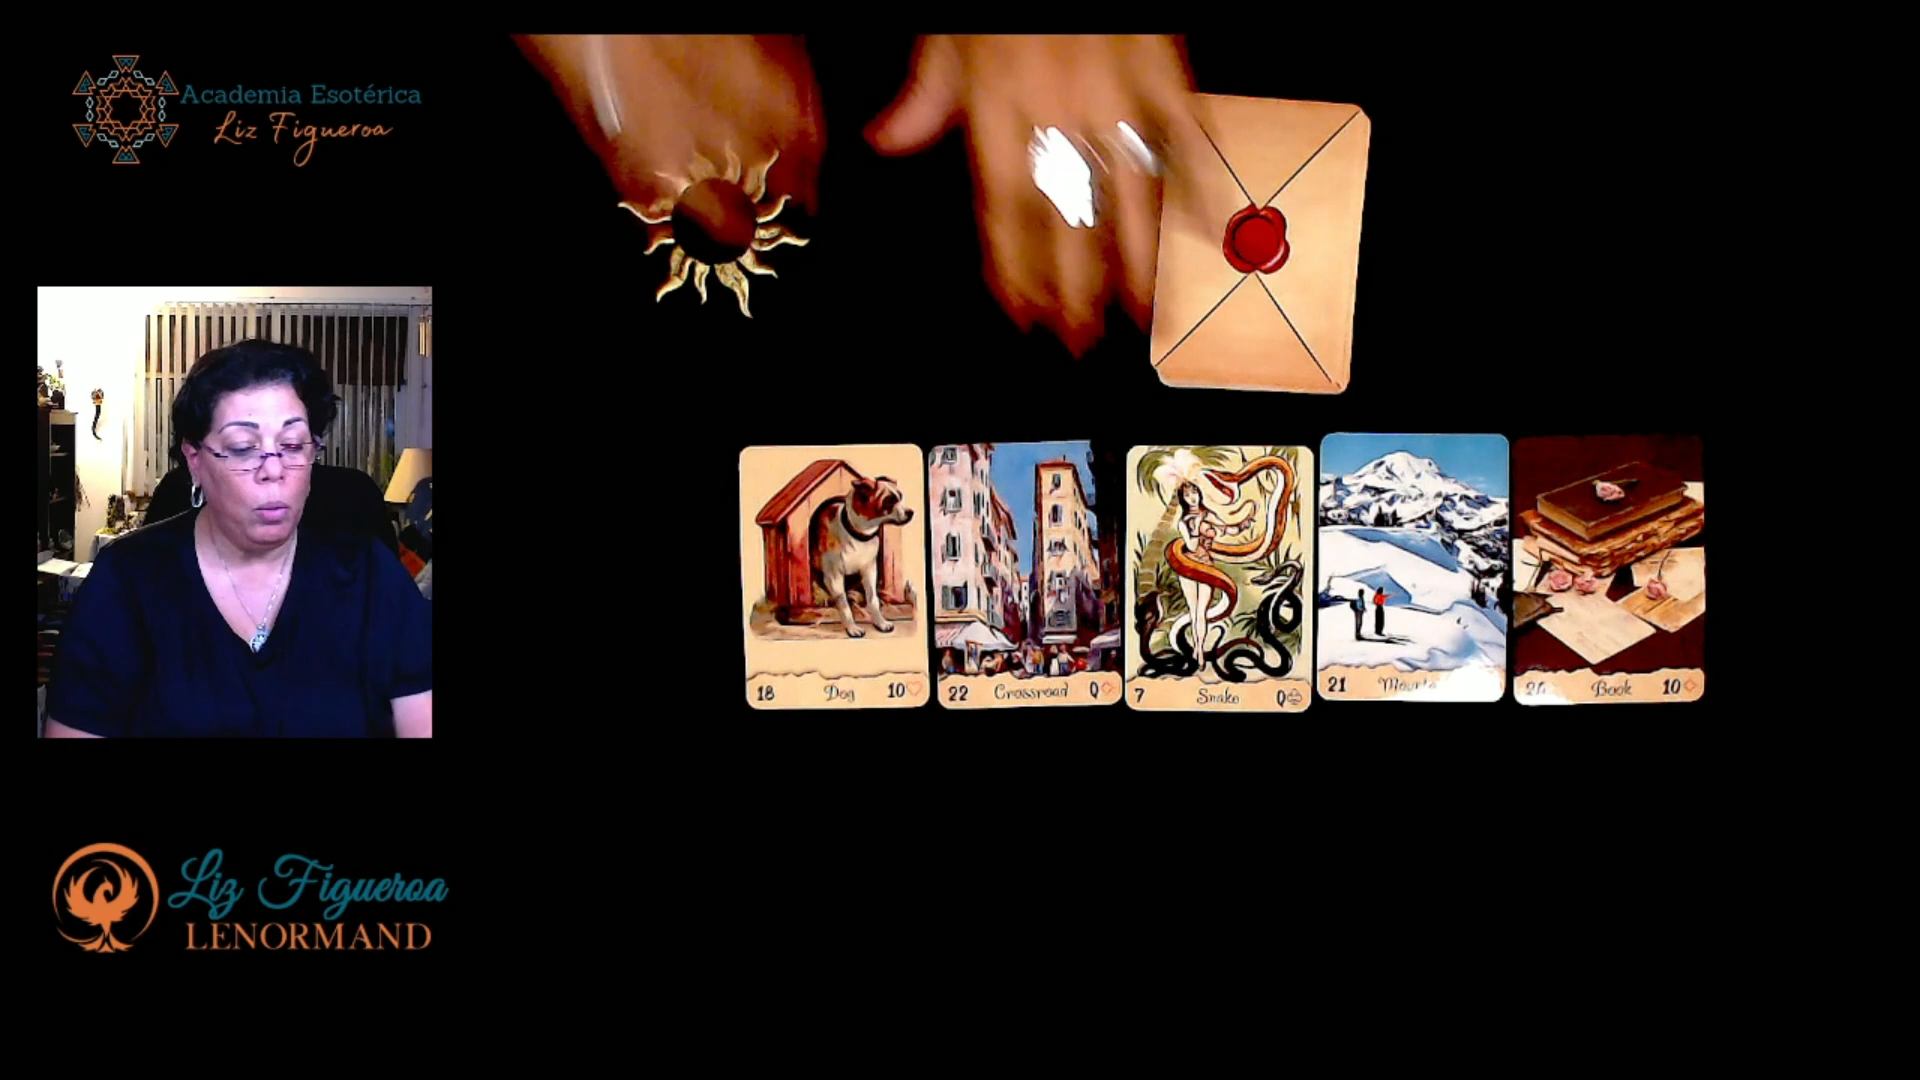 Academia Esotérica
Liz Figueroa
18 Dog 10
22 Crossroad Q
7 Snake Q
21
Book 10
Liz Figueroa
LENORMAND